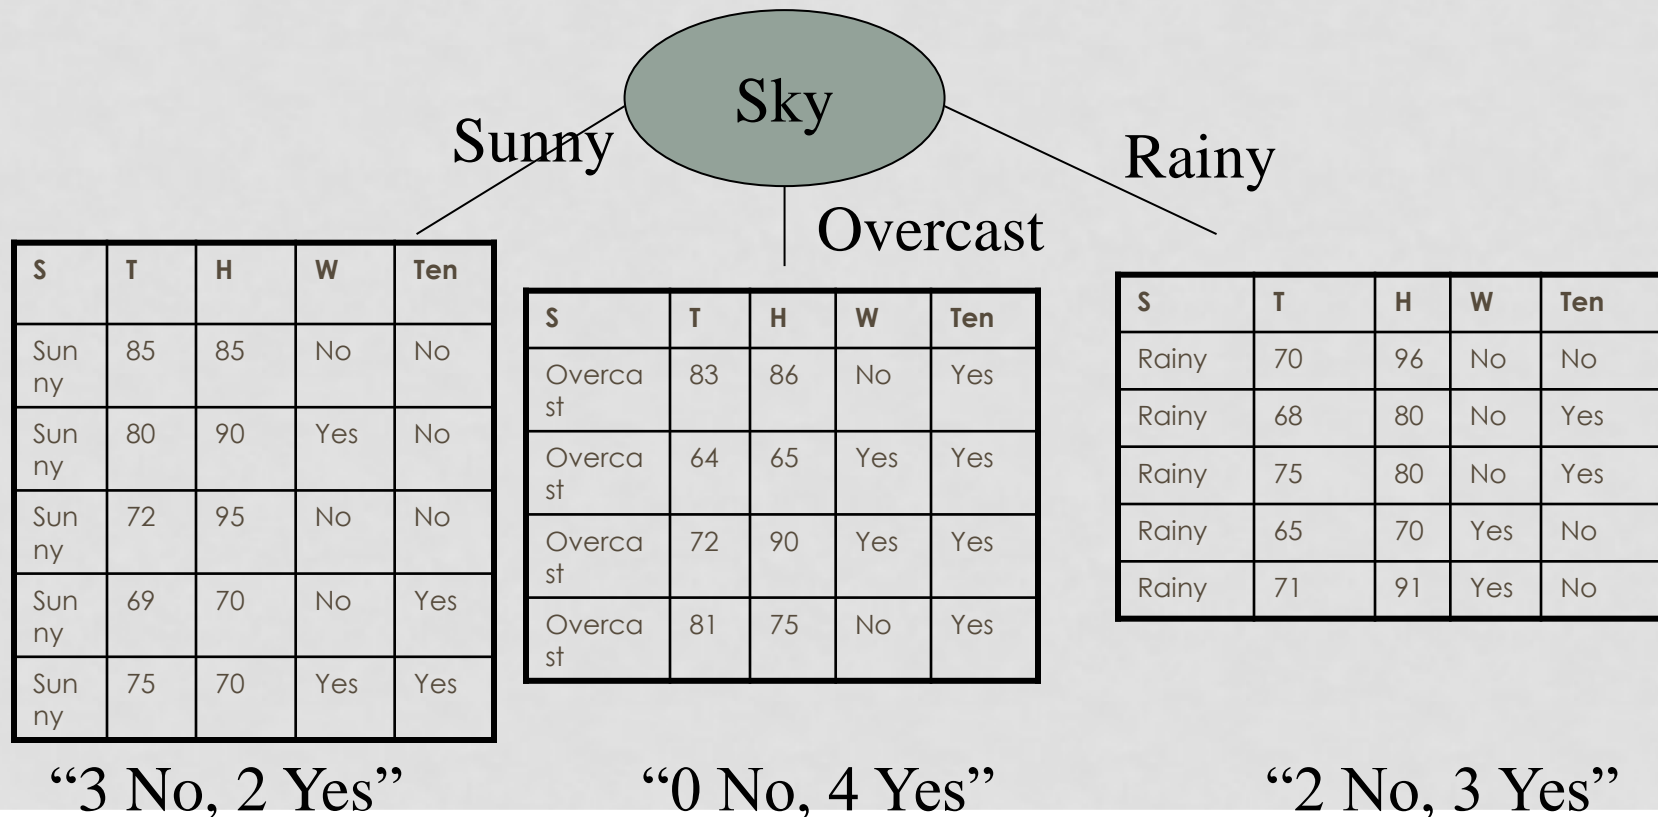 Sky
Sunny
Overcast
Rainy
S T H W Ten
Sun
ny 85 85 No No
Sun
ny 80 90 Yes No
Sun
ny 72 95 No No
Sun
ny 69 70 No Yes
Sun
ny 75 70 Yes Yes
S T H W Ten
Overca
st 83 86 No Yes
Overca
st 64 65 Yes Yes
Overca
st 72 90 Yes Yes
Overca
st 81 75 No Yes
S T H W Ten
Rainy 70 96 No No
Rainy 68 80 No Yes
Rainy 75 80 No Yes
Rainy 65 70 Yes No
Rainy 71 91 Yes No
“3 No, 2 Yes”
“0 No, 4 Yes”
“2 No, 3 Yes”